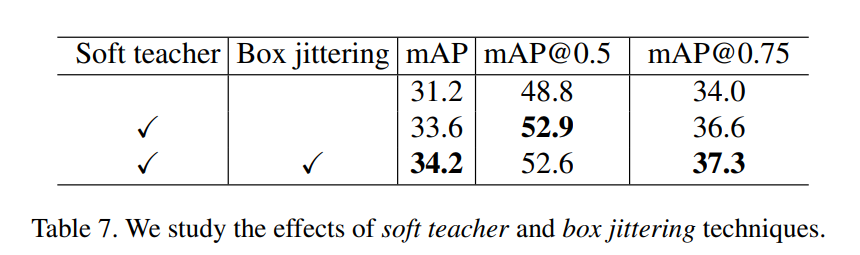 Soft teacher Box jittering mAP mAP@0.5 mAP@0.75
31.2 48.8 34.0
✓ 33.6 52.9 36.6
✓ ✓ 34.2 52.6 37.3
Table 7. We study the effects of soft teacher and box jittering techniques.